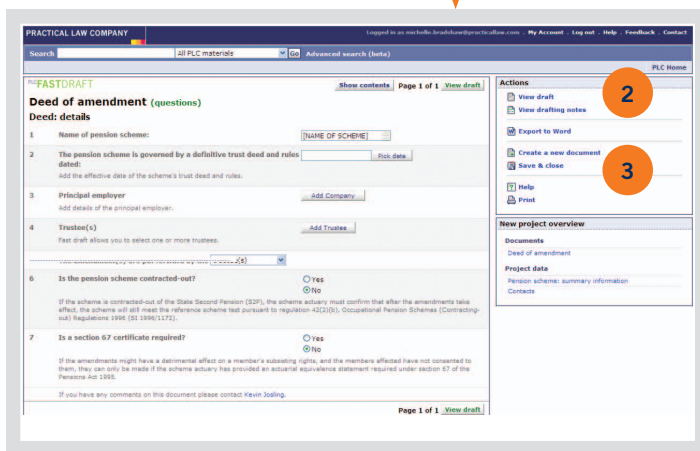 PRACTICAL LAW COMPANY
Logged in as michelle.bradshaw@practicallaw.com . My Account . Log out . Help . Feedback . Contact
Search All PLC materials Go Advanced search (beta)
PLC Home
PLC FASTDRAFT
Show contents Page 1 of 1 View draft
Deed of amendment (questions)
Deed: details
1 Name of pension scheme: [NAME OF SCHEME]
2 The pension scheme is governed by a definitive trust deed and rules Pick date
dated:
Add the effective date of the scheme's trust deed and rules.
3 Principal employer Add Company
Add details of the principal employer.
4 Trustee(s) Add Trustee
Fast draft allows you to select one or more trustees.
6 Is the pension scheme contracted-out? Yes
No
If the scheme is contracted-out of the State Second Pension (S2P), the scheme actuary must confirm that after the amendments take
effect, the scheme will still meet the reference scheme test pursuant to regulation 42(2)(b), Occupational Pension Schemes (Contracting-
out) Regulations 1996 (SI 1996/1172).
7 Is a section 67 certificate required? Yes
No
If the amendments might have a detrimental effect on a member's subsisting rights, and the members affected have not consented to
them, they can only be made if the scheme actuary has provided an actuarial equivalence statement required under section 67 of the
Pensions Act 1995.
If you have any comments on this document please contact Kevin Josling.
Page 1 of 1 View draft
Actions
View draft
View drafting notes
2
Export to Word
Create a new document
Save & close
3
Help
Print
New project overview
Documents
Deed of amendment
Project data
Pension scheme: summary information
Contacts